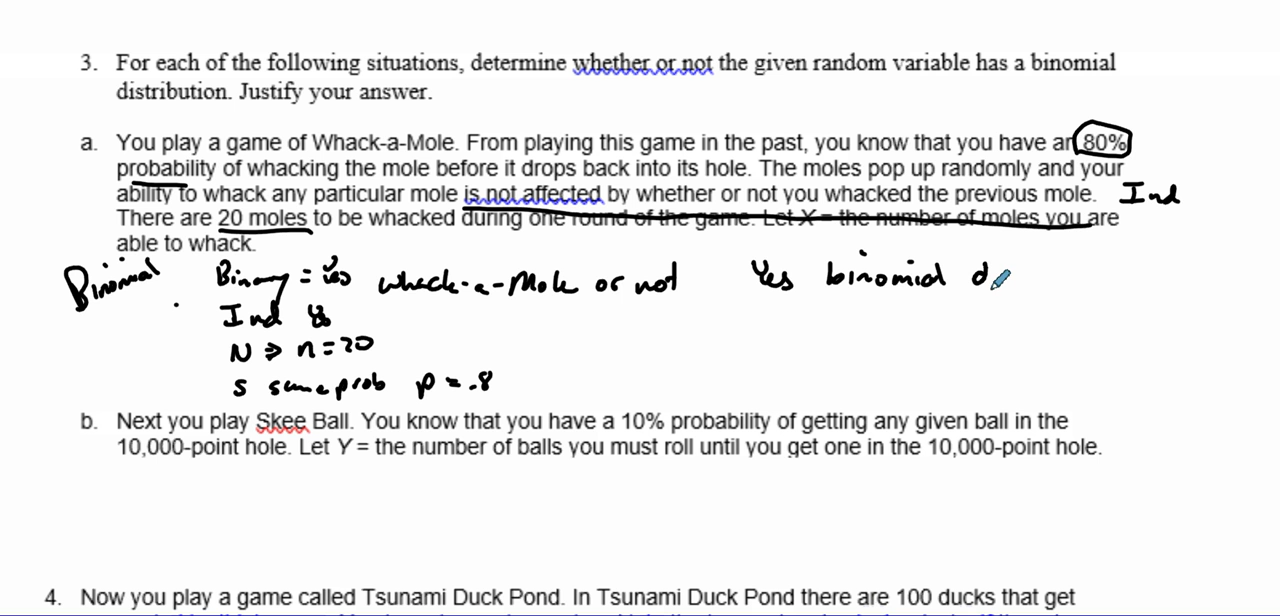 3. For each of the following situations, determine whether or not the given random variable has a binomial
distribution. Justify your answer.
a. You play a game of Whack-a-Mole. From playing this game in the past, you know that you have an 80%
probability of whacking the mole before it drops back into its hole. The moles pop up randomly and your
ability to whack any particular mole is not affected by whether or not you whacked the previous mole. Ind
There are 20 moles to be whacked during one round of the game. Let X = the number of moles you are
able to whack.
Binomial Binary = Yes whack-a-Mole or not Yes binomial d
Ind
N => n = 20
S same prob p = .8
b. Next you play Skee Ball. You know that you have a 10% probability of getting any given ball in the
10,000-point hole. Let Y = the number of balls you must roll until you get one in the 10,000-point hole.
4. Now you play a game called Tsunami Duck Pond. In Tsunami Duck Pond there are 100 ducks that get